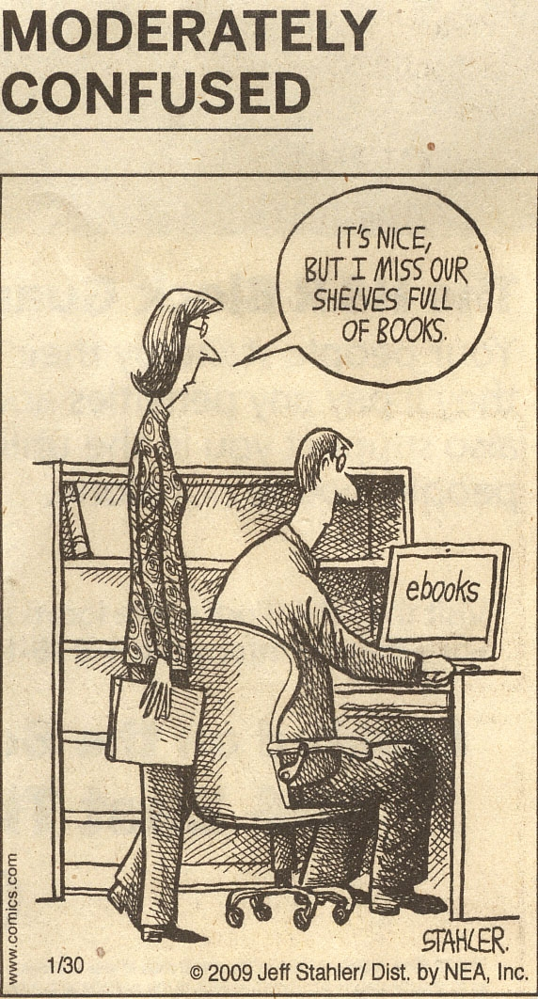 MODERATELY
CONFUSED
IT'S NICE,
BUT I MISS OUR
SHELVES FULL
OF BOOKS.
ebooks
STAHLER.
www.comics.com
1/30
© 2009 Jeff Stahler/ Dist. by NEA, Inc.